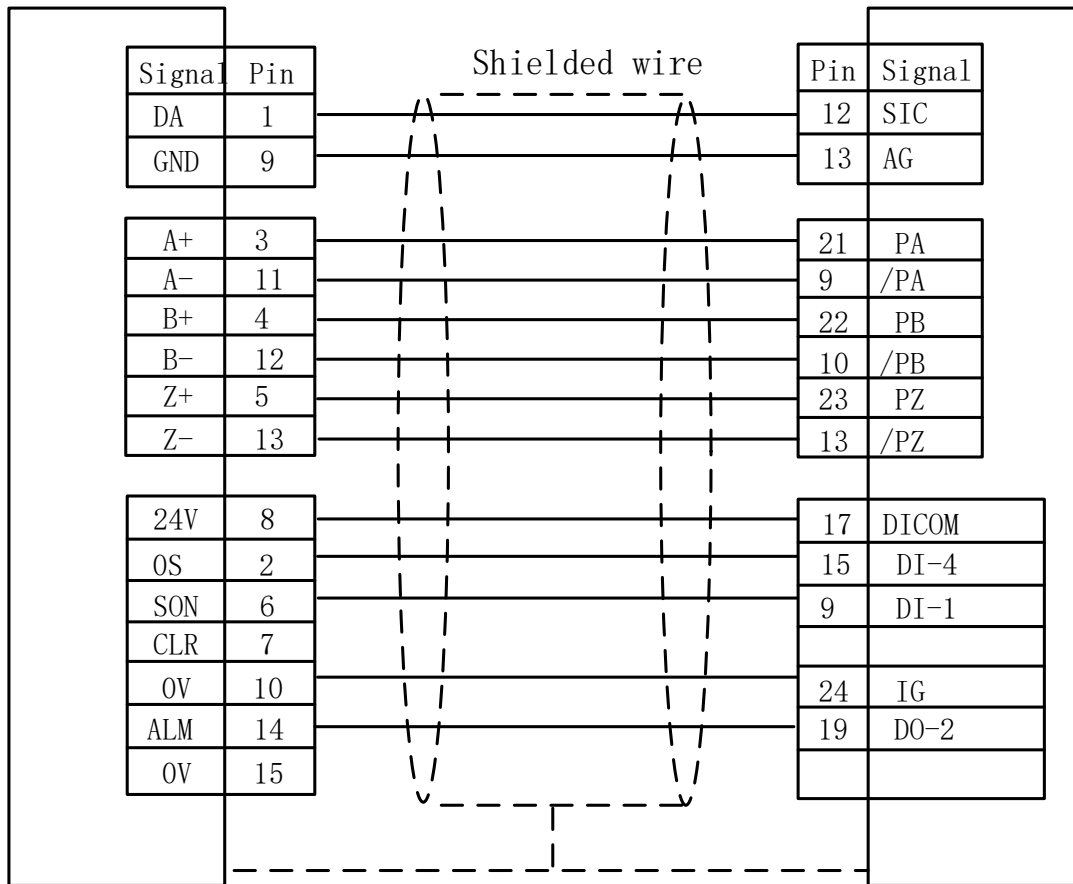 Shielded wire
Signal Pin
DA 1
GND 9
A+ 3
A- 11
B+ 4
B- 12
Z+ 5
Z- 13
24V 8
OS 2
SON 6
CLR 7
0V 10
ALM 14
0V 15
Pin Signal
12 SIC
13 AG
21 PA
9 /PA
22 PB
10 /PB
23 PZ
13 /PZ
17 DICOM
15 DI-4
9 DI-1
24 IG
19 DO-2